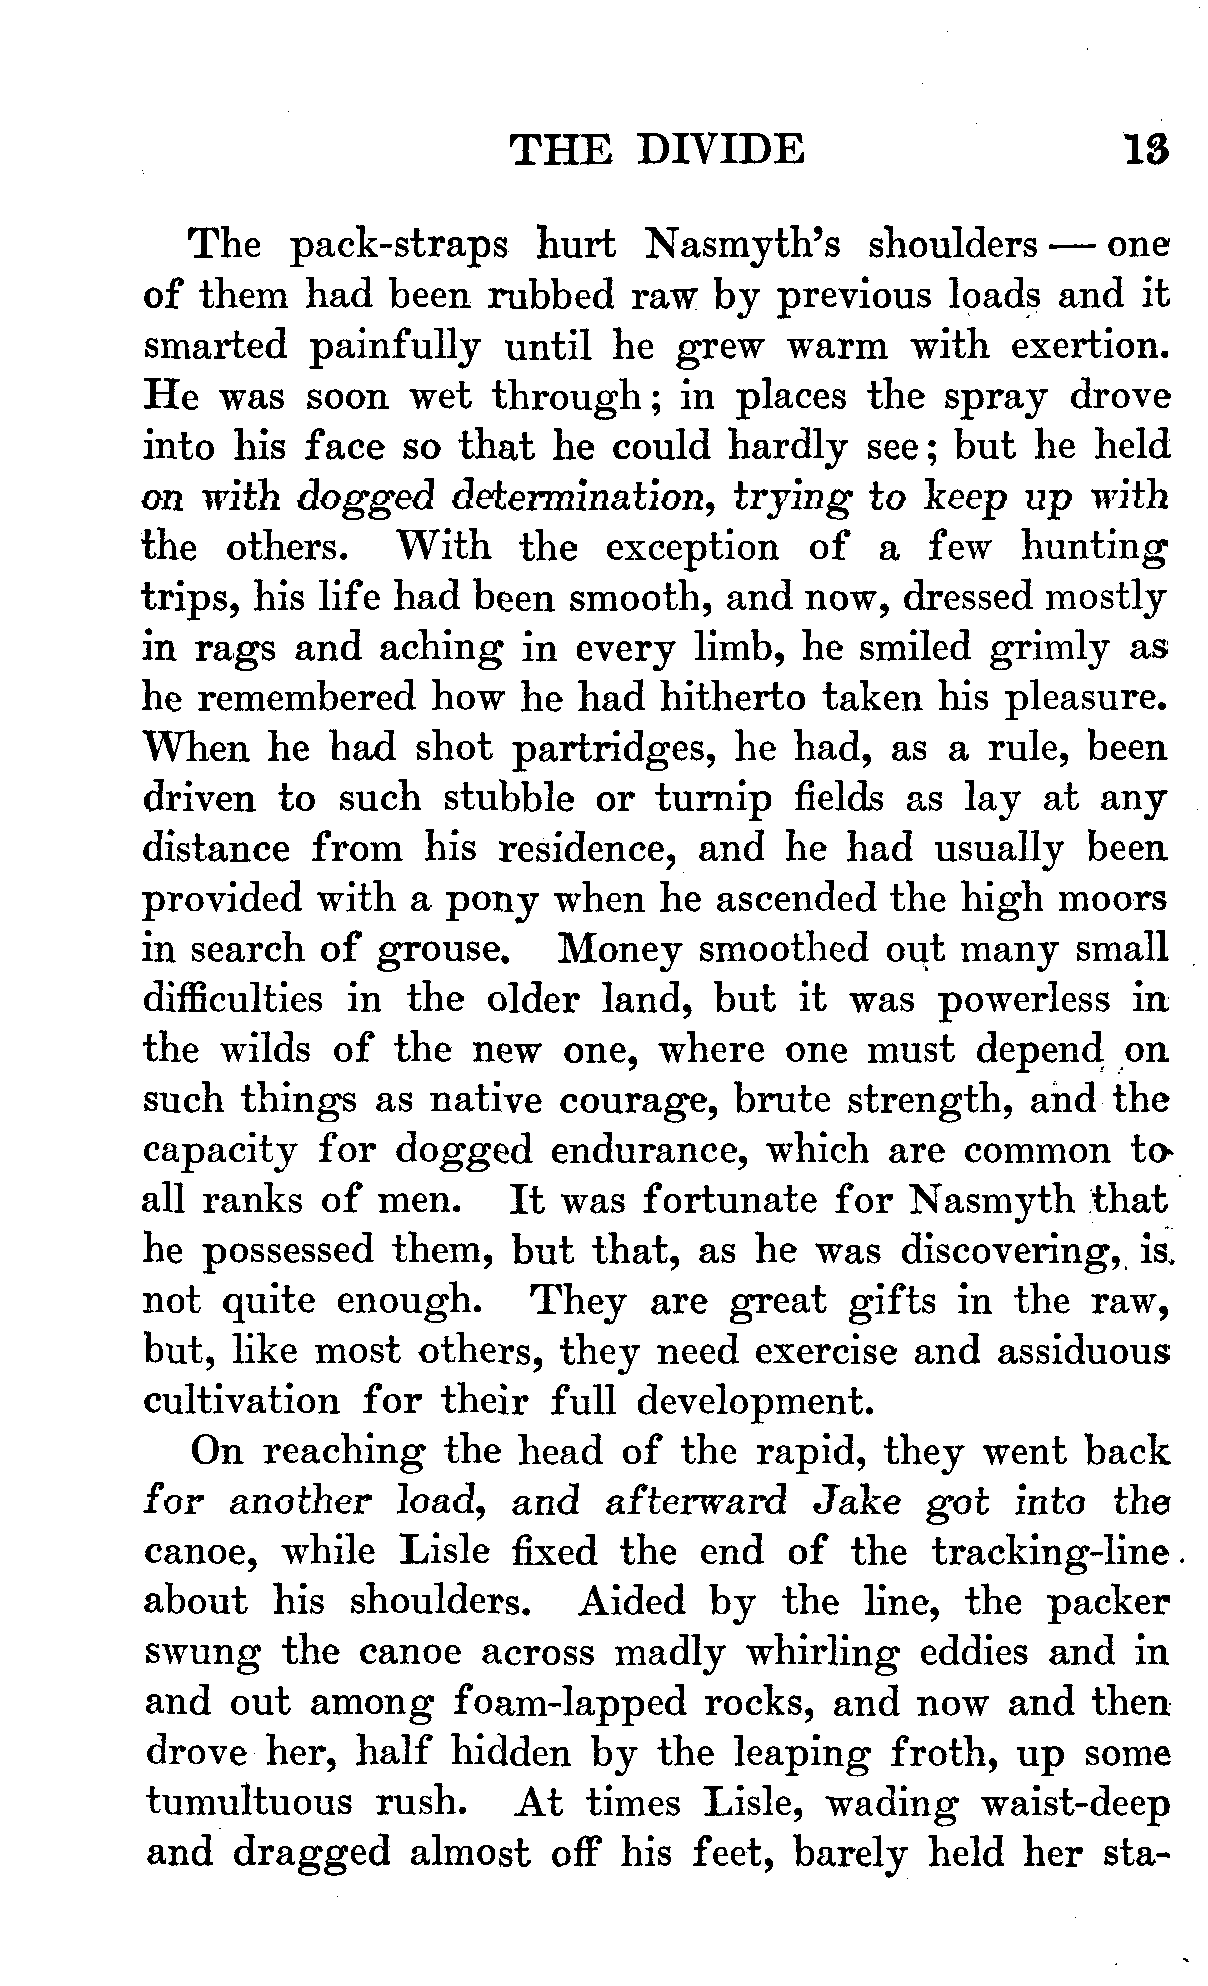 THE DIVIDE 13
The pack-straps hurt Nasmyth's shoulders — one
of them had been rubbed raw by previous loads and it
smarted painfully until he grew warm with exertion.
He was soon wet through; in places the spray drove
into his face so that he could hardly see; but he held
on with dogged determination, trying to keep up with
the others. With the exception of a few hunting
trips, his life had been smooth, and now, dressed mostly
in rags and aching in every limb, he smiled grimly as
he remembered how he had hitherto taken his pleasure.
When he had shot partridges, he had, as a rule, been
driven to such stubble or turnip fields as lay at any
distance from his residence, and he had usually been
provided with a pony when he ascended the high moors
in search of grouse. Money smoothed out many small
difficulties in the older land, but it was powerless in
the wilds of the new one, where one must depend on
such things as native courage, brute strength, and the
capacity for dogged endurance, which are common to
all ranks of men. It was fortunate for Nasmyth that
he possessed them, but that, as he was discovering, is
not quite enough. They are great gifts in the raw,
but, like most others, they need exercise and assiduous
cultivation for their full development.
On reaching the head of the rapid, they went back
for another load, and afterward Jake got into the
canoe, while Lisle fixed the end of the tracking-line
about his shoulders. Aided by the line, the packer
swung the canoe across madly whirling eddies and in
and out among foam-lapped rocks, and now and then
drove her, half hidden by the leaping froth, up some
tumultuous rush. At times Lisle, wading waist-deep
and dragged almost off his feet, barely held her sta-